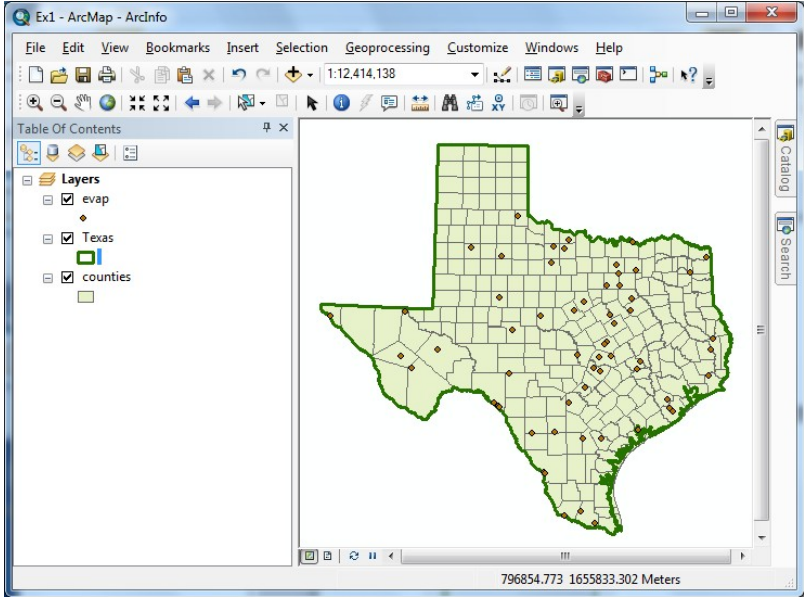 Ex1 - ArcMap - ArcInfo
File Edit View Bookmarks Insert Selection Geoprocessing Customize Windows Help
1:12,414,138
Table Of Contents
Layers
evap
Texas
counties
XY
Catalog
Search
796854.773 1655833.302 Meters